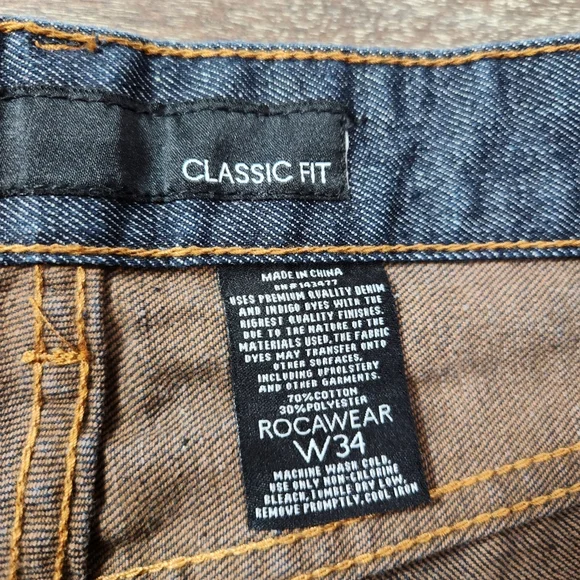 CLASSIC FIT
MADE IN CHINA
RN#142477
USES PREMIUM QUALITY DENIM
AND INDIGO DYES WITH THE
HIGHEST QUALITY FINISHES.
DUE TO THE NATURE OF THE
MATERIALS USED, THE FABRIC
DYES MAY TRANSFER ONTO
OTHER SURFACES,
INCLUDING UPHOLSTERY
AND OTHER GARMENTS.
70%COTTON
30%POLYESTER
ROCAWEAR
W34
MACHINE WASH COLD,
USE ONLY NON-CHLORINE
BLEACH, TUMBLE DRY LOW,
REMOVE PROMPTLY, COOL IRON